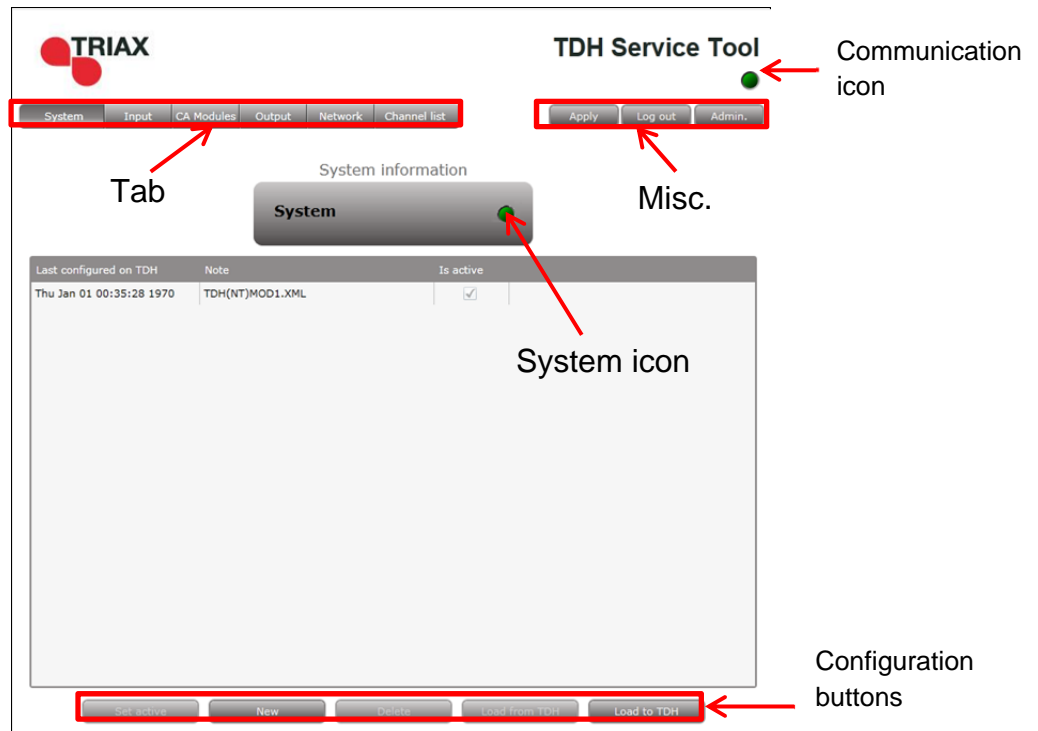 TRIAX
TDH Service Tool
Communication
icon
System Input CA Modules Output Network Channel list
Apply Log out Admin.
Tab
System information
Misc.
System
Last configured on TDH Note Is active
Thu Jan 01 00:35:28 1970 TDH(NT)MOD1.XML
System icon
Configuration
buttons
Set active New Delete Load from TDH Load to TDH